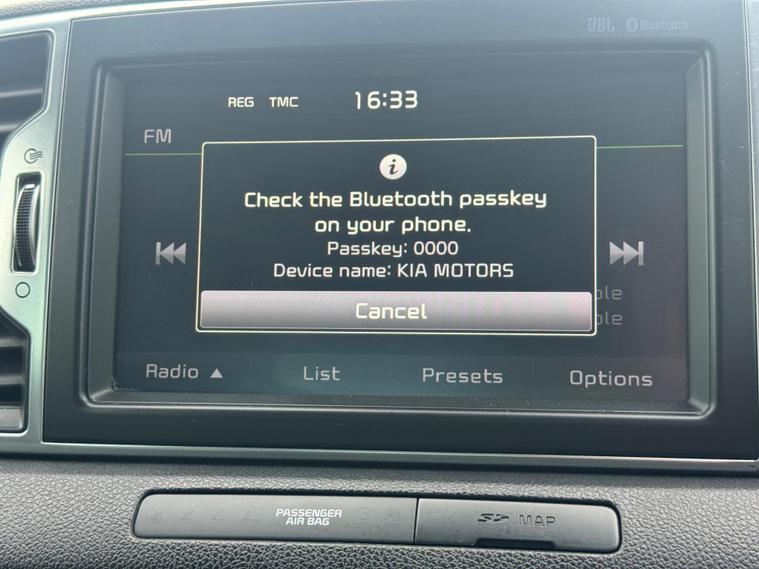 JBL Bluetooth
REG TMC 16:33
FM
Check the Bluetooth passkey
on your phone.
Passkey: 0000
Device name: KIA MOTORS
Cancel
Radio ▲ List Presets Options
PASSENGER
AIR BAG
SD MAP